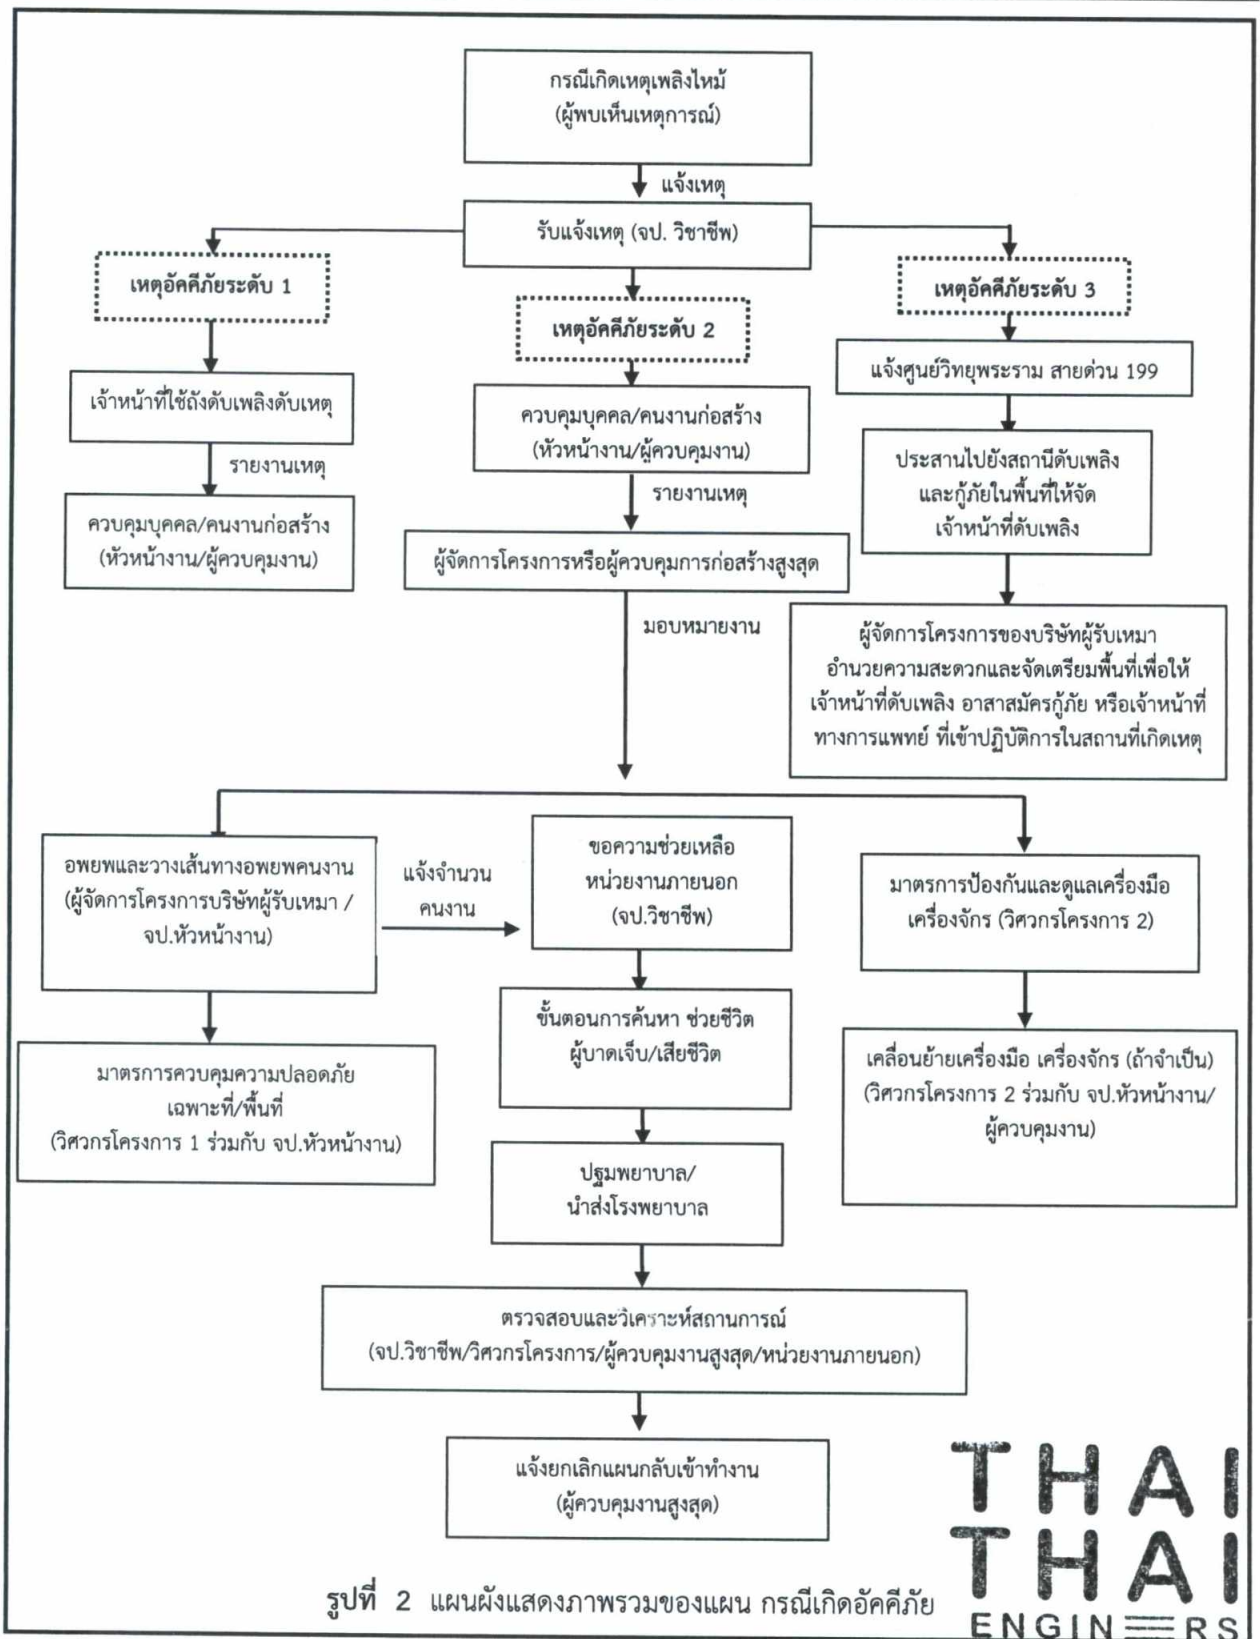 กรณีเกิดเหตุเพลิงไหม้
(ผู้พบเห็นเหตุการณ์)
แจ้งเหตุ
รับแจ้งเหตุ (จป. วิชาชีพ)
เหตุอัคคีภัยระดับ 1
เจ้าหน้าที่ใช้ถังดับเพลิงดับเหตุ
รายงานเหตุ
ควบคุมบุคคล/คนงานก่อสร้าง
(หัวหน้างาน/ผู้ควบคุมงาน)
เหตุอัคคีภัยระดับ 2
ควบคุมบุคคล/คนงานก่อสร้าง
(หัวหน้างาน/ผู้ควบคุมงาน)
รายงานเหตุ
ผู้จัดการโครงการหรือผู้ควบคุมการก่อสร้างสูงสุด
มอบหมายงาน
เหตุอัคคีภัยระดับ 3
แจ้งศูนย์วิทยุพระราม สายด่วน 199
ประสานไปยังสถานีดับเพลิง
และกู้ภัยในพื้นที่ให้จัด
เจ้าหน้าที่ดับเพลิง
ผู้จัดการโครงการของบริษัทผู้รับเหมา
อำนวยความสะดวกและจัดเตรียมพื้นที่เพื่อให้
เจ้าหน้าที่ดับเพลิง อาสาสมัครกู้ภัย หรือเจ้าหน้าที่
ทางการแพทย์ ที่เข้าปฏิบัติการในสถานที่เกิดเหตุ
อพยพและวางเส้นทางอพยพคนงาน
(ผู้จัดการโครงการบริษัทผู้รับเหมา /
จป.หัวหน้างาน)
แจ้งจำนวน
คนงาน
มาตรการควบคุมความปลอดภัย
เฉพาะที่/พื้นที่
(วิศวกรโครงการ 1 ร่วมกับ จป.หัวหน้างาน)
ขอความช่วยเหลือ
หน่วยงานภายนอก
(จป.วิชาชีพ)
ขั้นตอนการค้นหา ช่วยชีวิต
ผู้บาดเจ็บ/เสียชีวิต
ปฐมพยาบาล/
นำส่งโรงพยาบาล
มาตรการป้องกันและดูแลเครื่องมือ
เครื่องจักร (วิศวกรโครงการ 2)
เคลื่อนย้ายเครื่องมือ เครื่องจักร (ถ้าจำเป็น)
(วิศวกรโครงการ 2 ร่วมกับ จป.หัวหน้างาน/
ผู้ควบคุมงาน)
ตรวจสอบและวิเคราะห์สถานการณ์
(จป.วิชาชีพ/วิศวกรโครงการ/ผู้ควบคุมงานสูงสุด/หน่วยงานภายนอก)
แจ้งยกเลิกแผนกลับเข้าทำงาน
(ผู้ควบคุมงานสูงสุด)
รูปที่ 2 แผนผังแสดงภาพรวมของแผน กรณีเกิดอัคคีภัย
THAI
THAI
ENGINEERS